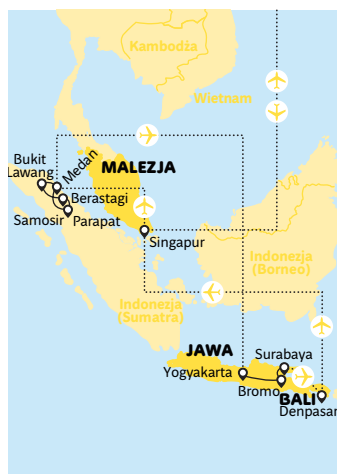 Kambodża
Wietnam
Bukit
Lawang
Medan
MALEZJA
Berastagi
Samosir
Parapat
Singapur
Indonezja
(Borneo)
Indonezja
(Sumatra)
JAWA
Surabaya
Yogyakarta
Bromo
BALI
Denpasar